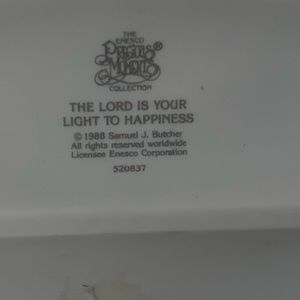 THE
ENESCO
PRECIOUS®
MOMENTS
COLLECTION
THE LORD IS YOUR
LIGHT TO HAPPINESS
© 1988 Samuel J. Butcher
All rights reserved worldwide
Licensee Enesco Corporation
520837